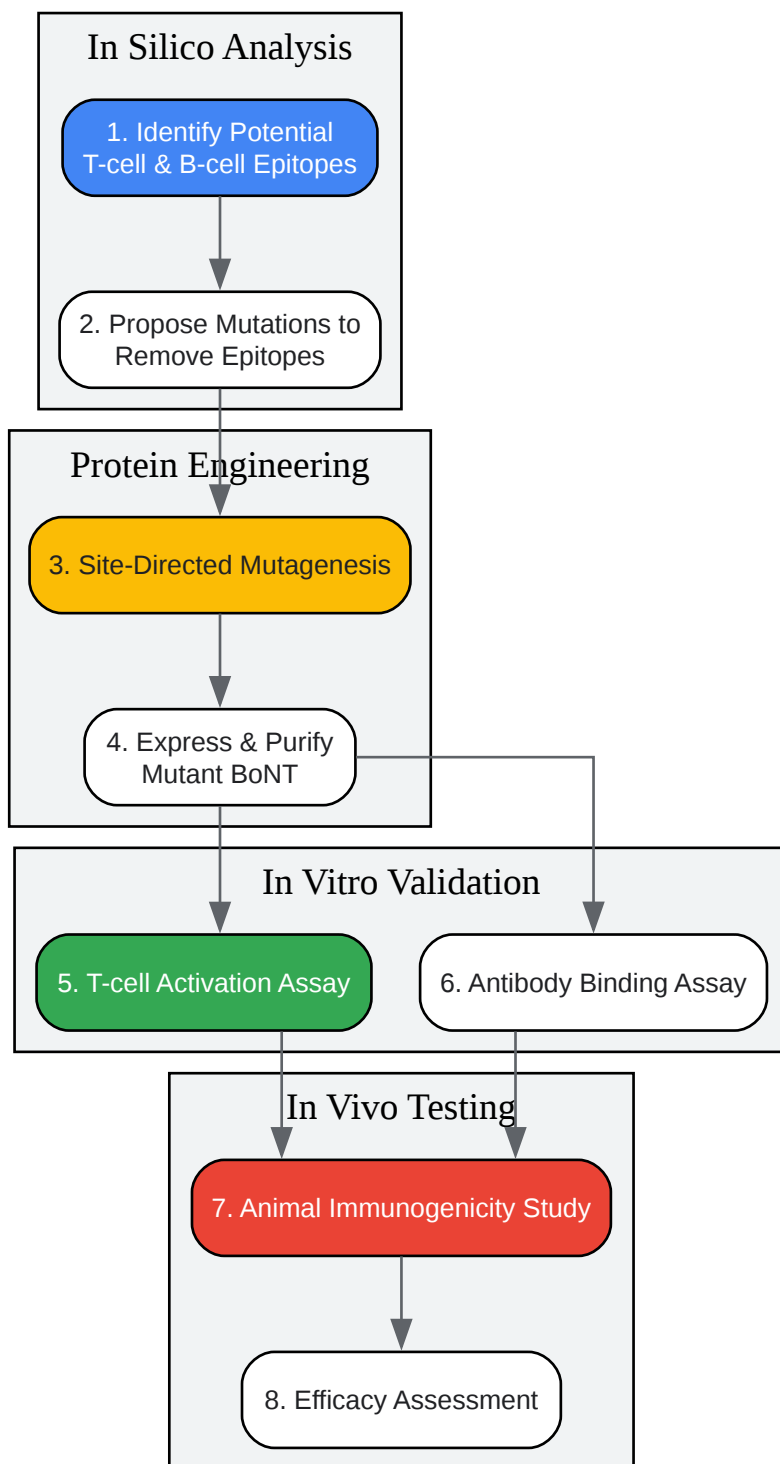 In Silico Analysis
1. Identify Potential
T-cell & B-cell Epitopes
2. Propose Mutations to
Remove Epitopes
Protein Engineering
3. Site-Directed Mutagenesis
4. Express & Purify
Mutant BoNT
In Vitro Validation
5. T-cell Activation Assay
6. Antibody Binding Assay
In Vivo Testing
7. Animal Immunogenicity Study
8. Efficacy Assessment